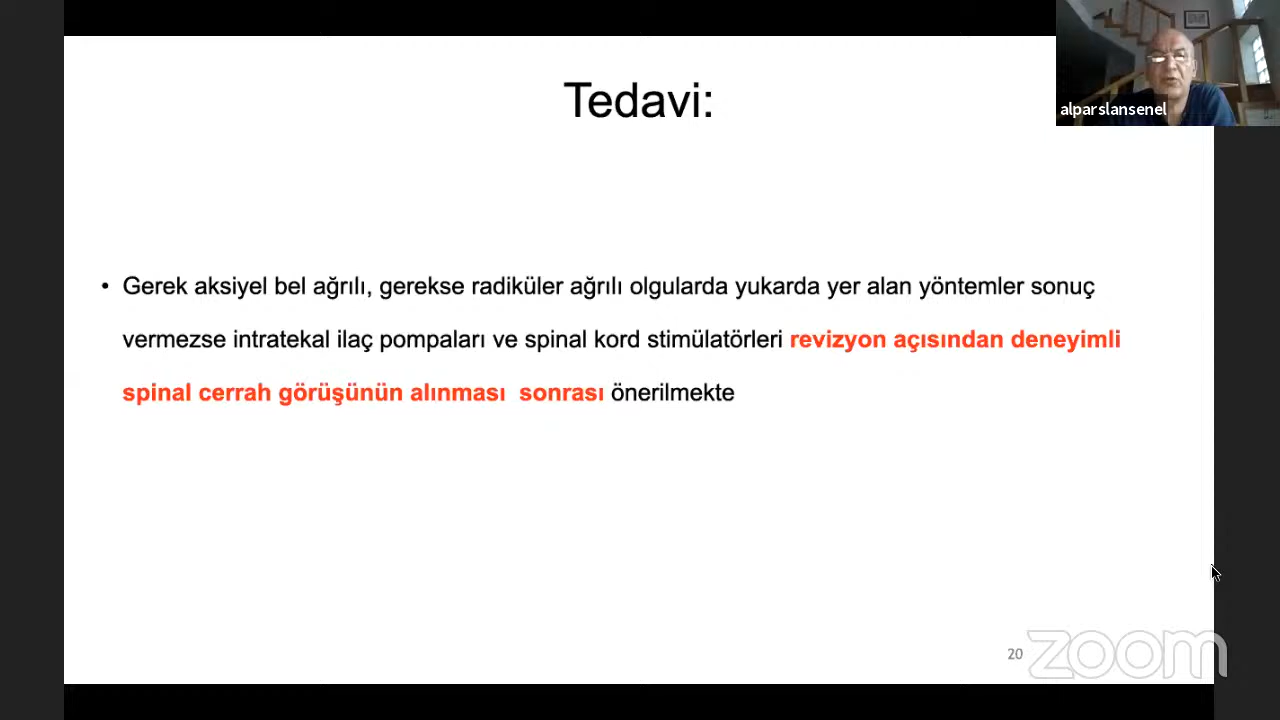 Tedavi:
alparslansenel
• Gerek aksiyel bel ağrılı, gerekse radiküler ağrılı olgularda yukarda yer alan yöntemler sonuç
vermezse intratekal ilaç pompaları ve spinal kord stimülatörleri revizyon açısından deneyimli
spinal cerrah görüşünün alınması  sonrası önerilmekte
20
zoom